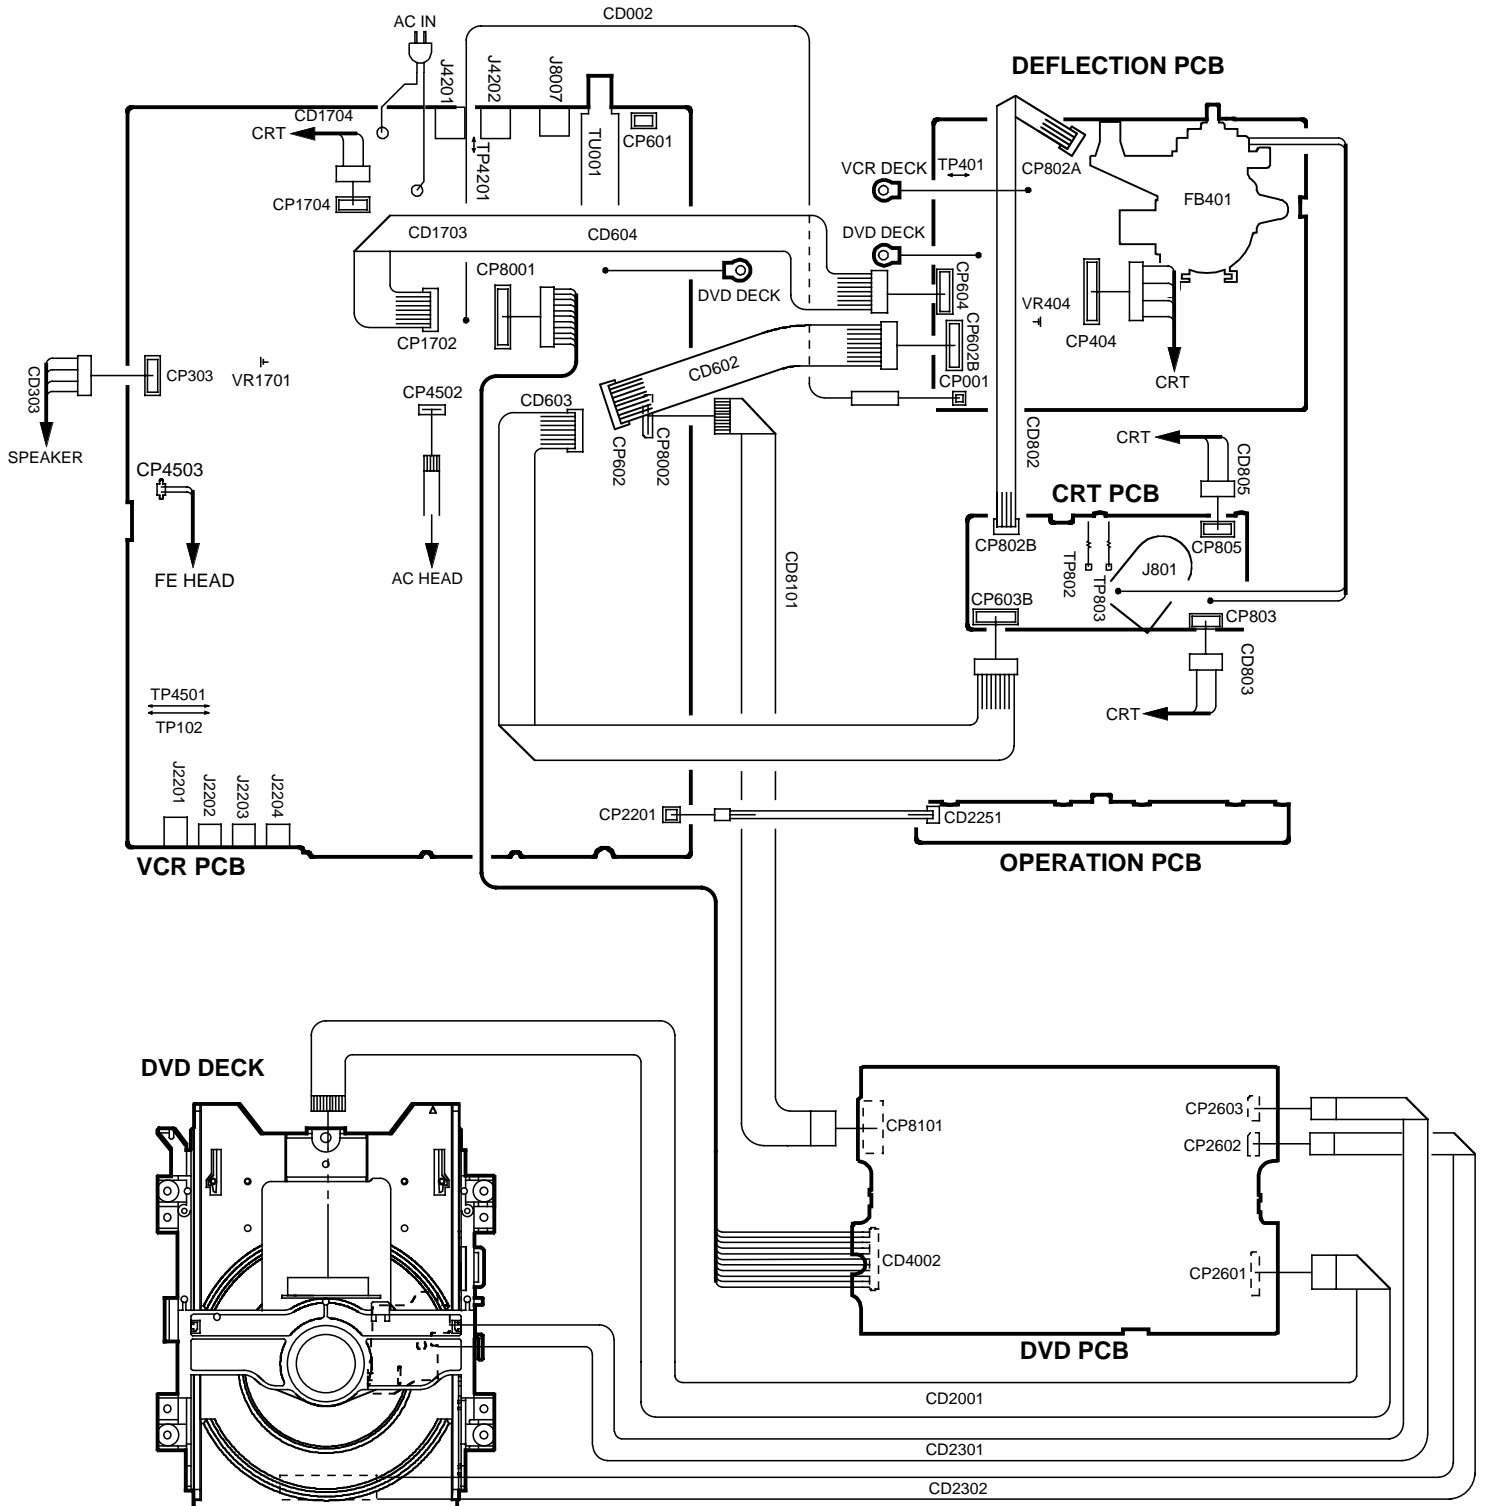 CD002
AC IN
J4201
J4202
J8007
DEFLECTION PCB
CD1704
CRT
CP601
TP4201
TU001
CP1704
VCR DECK
TP401
CP802A
FB401
CD1703
CD604
DVD DECK
CP8001
DVD DECK
CP604
VR404
CP404
CP1702
CP602B
CP303
VR1701
CD303
CP4502
CD602
CP001
CRT
CD603
SPEAKER
CP4503
CP602
CP8002
CD802
CRT
CD805
CRT PCB
CP802B
CP805
FE HEAD
AC HEAD
CD8101
TP802
TP803
J801
CP603B
CP803
CD803
TP4501
TP102
CRT
J2201
J2202
J2203
J2204
CP2201
CD2251
VCR PCB
OPERATION PCB
DVD DECK
CP8101
CP2603
CP2602
CD4002
CP2601
DVD PCB
CD2001
CD2301
CD2302